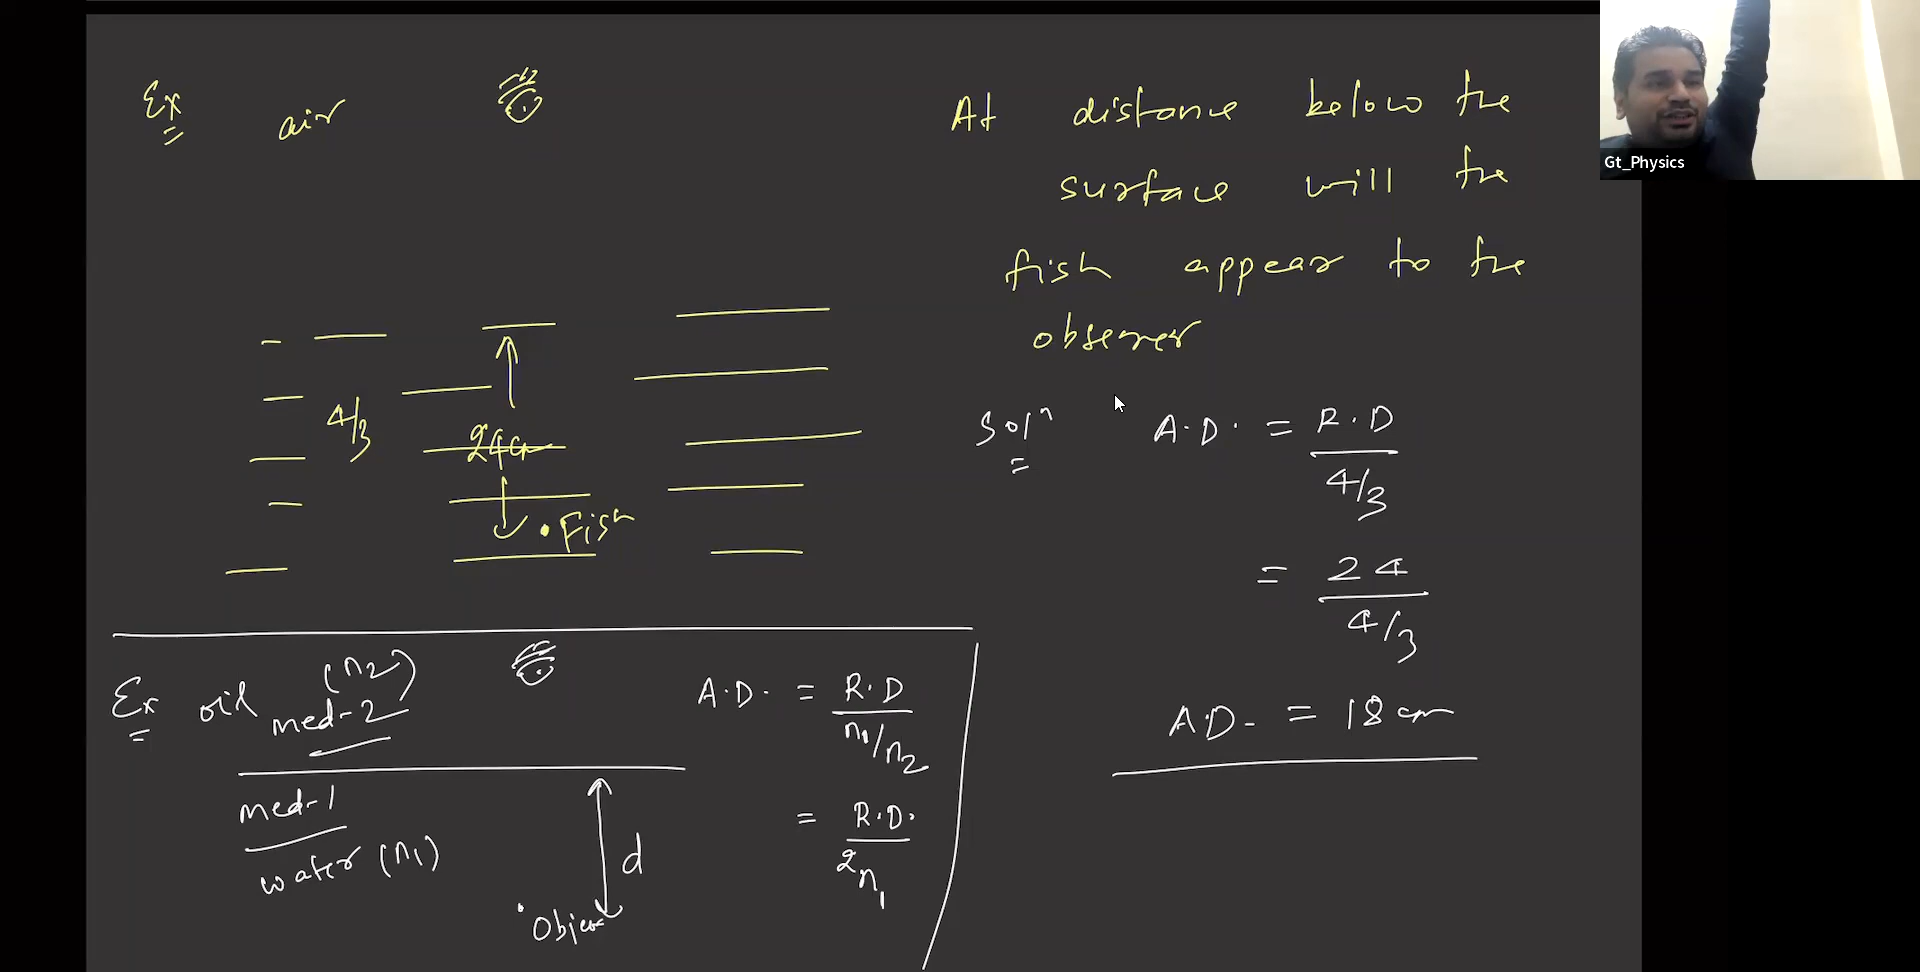 Ex air
4/3
24cm
• Fish
At distance below the
surface will the
fish appear to the
observer
Solⁿ A.D. = R.D / 4/3
= 24 / 4/3
A.D. = 18 cm
Ex oil (n2)
med-2
med-1
water (n1)
d
Object
A.D. = R.D / n1/n2
= R.D. / 2n1
Gt_Physics